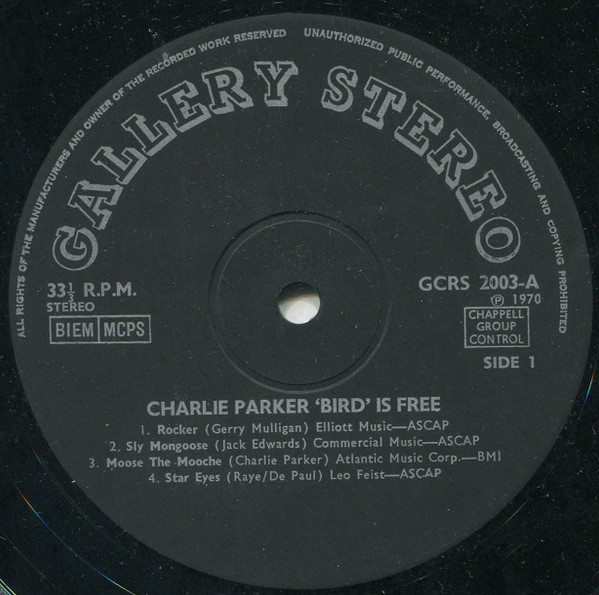 ALL RIGHTS OF THE MANUFACTURERS AND OWNER OF THE RECORDED WORK RESERVED UNAUTHORIZED PUBLIC PERFORMANCE, BROADCASTING AND COPYING PROHIBITED
GALLERY STEREO
33 1/3 R.P.M.
STEREO
BIEM MCPS
GCRS 2003-A
Ⓟ 1970
CHAPPELL
GROUP
CONTROL
SIDE 1
CHARLIE PARKER ‘BIRD’ IS FREE
1. Rocker (Gerry Mulligan) Elliott Music—ASCAP
2. Sly Mongoose (Jack Edwards) Commercial Music—ASCAP
3. Moose The Mooche (Charlie Parker) Atlantic Music Corp.—BMI
4. Star Eyes (Raye/De Paul) Leo Feist—ASCAP